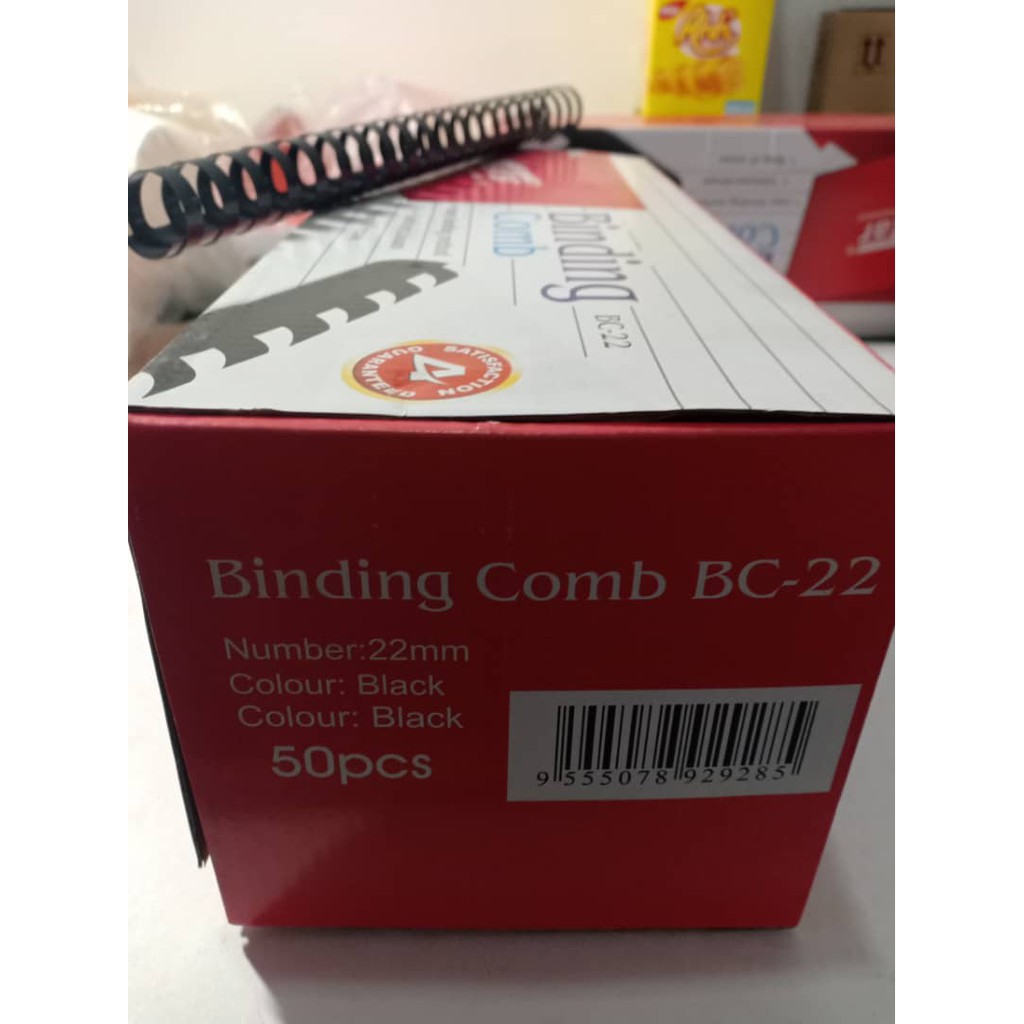 Binding
Comb
BC-22
SATISFACTION
GUARANTEED
Binding Comb BC-22
Number:22mm
Colour: Black
Colour: Black
50pcs
9 555078 929285